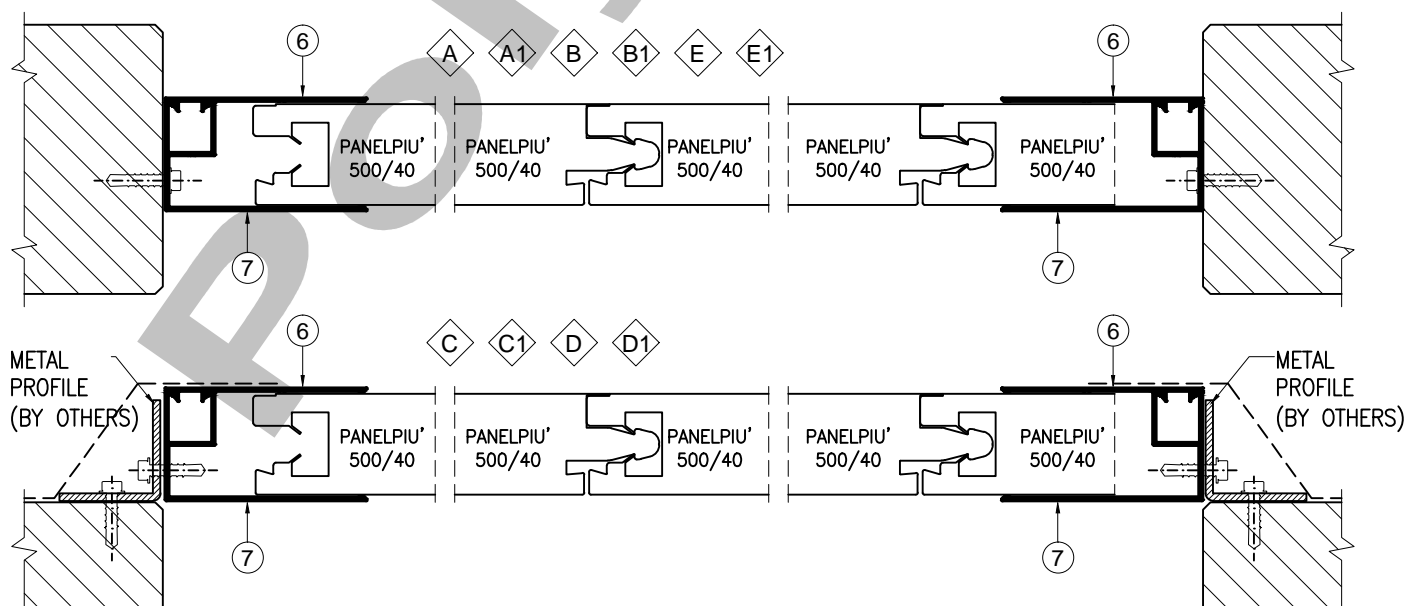 6
A A1 B B1 E E1
6
PANELPIU'
500/40
PANELPIU'
500/40
PANELPIU'
500/40
PANELPIU'
500/40
PANELPIU'
500/40
7
7
6
C C1 D D1
6
METAL
PROFILE
(BY OTHERS)
METAL
PROFILE
(BY OTHERS)
PANELPIU'
500/40
PANELPIU'
500/40
PANELPIU'
500/40
PANELPIU'
500/40
PANELPIU'
500/40
7
7
Pol